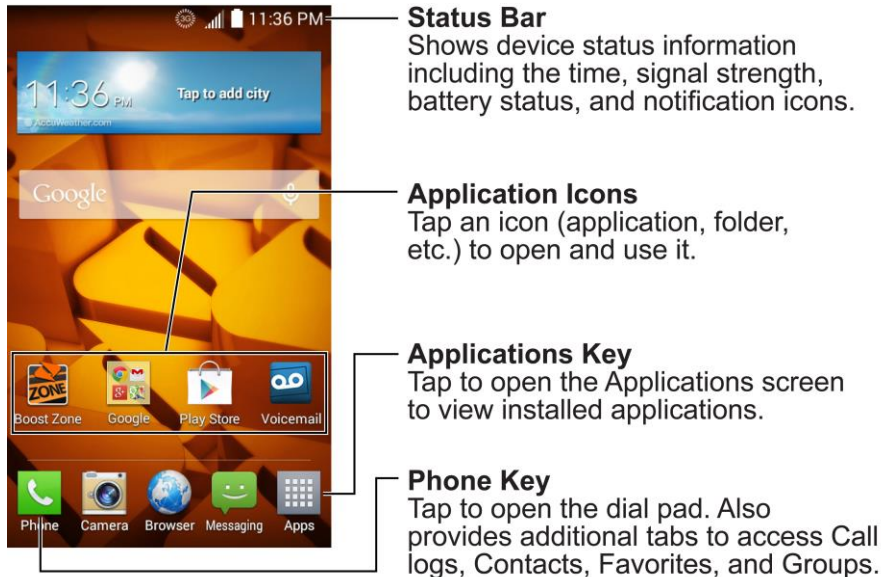 3G 11:36 PM
11:36 PM
Tap to add city
AccuWeather.com
Google
ZONE
Boost Zone Google Play Store Voicemail
Phone Camera Browser Messaging Apps
Status Bar
Shows device status information
including the time, signal strength,
battery status, and notification icons.
Application Icons
Tap an icon (application, folder,
etc.) to open and use it.
Applications Key
Tap to open the Applications screen
to view installed applications.
Phone Key
Tap to open the dial pad. Also
provides additional tabs to access Call
logs, Contacts, Favorites, and Groups.